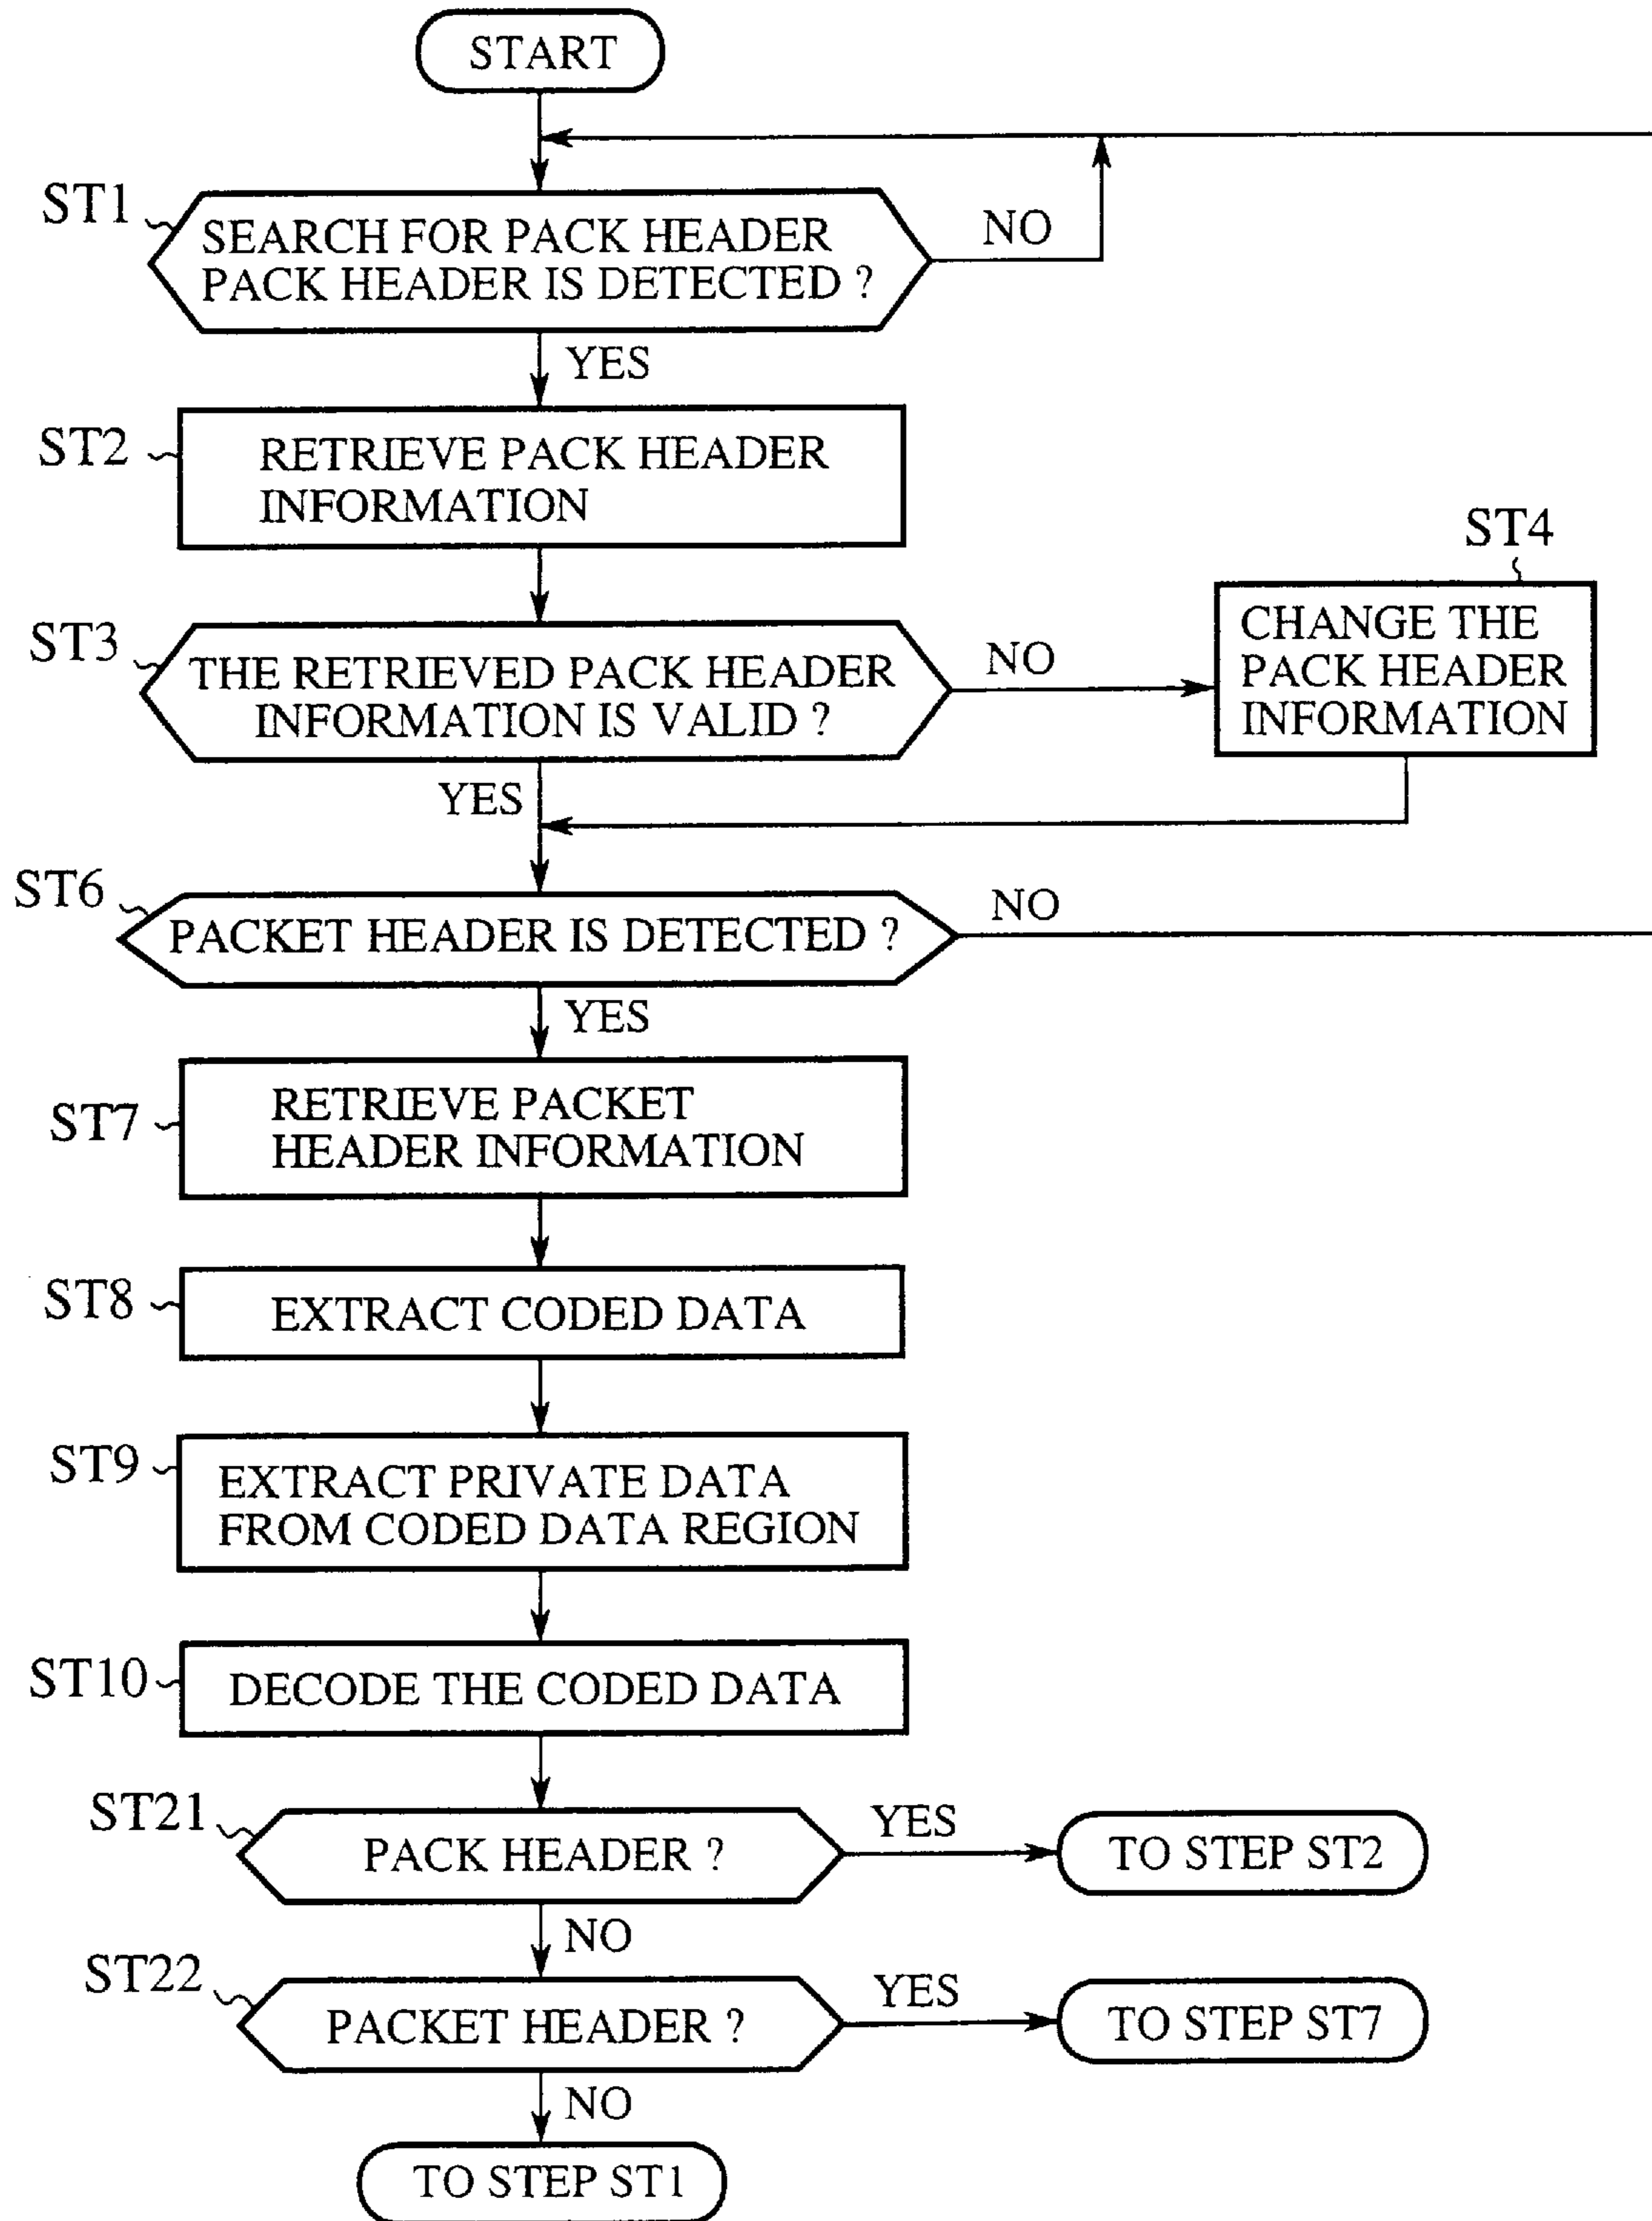 START
ST1
SEARCH FOR PACK HEADER
PACK HEADER IS DETECTED ?
NO
YES
ST2
RETRIEVE PACK HEADER
INFORMATION
ST3
THE RETRIEVED PACK HEADER
INFORMATION IS VALID ?
NO
ST4
CHANGE THE
PACK HEADER
INFORMATION
YES
ST6
PACKET HEADER IS DETECTED ?
NO
YES
ST7
RETRIEVE PACKET
HEADER INFORMATION
ST8
EXTRACT CODED DATA
ST9
EXTRACT PRIVATE DATA
FROM CODED DATA REGION
ST10
DECODE THE CODED DATA
ST21
PACK HEADER ?
YES
TO STEP ST2
NO
ST22
PACKET HEADER ?
YES
TO STEP ST7
NO
TO STEP ST1